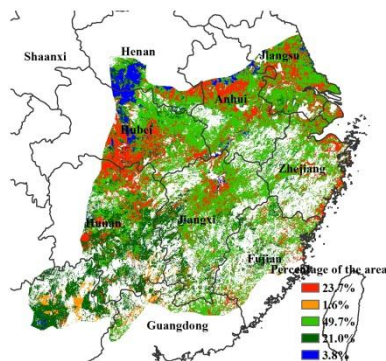 Henan
Shaanxi
Jiangsu
Anhui
Hubei
Zhejiang
Hunan
Jiangxi
Fujian
Percentage of the area
23.7%
1.6%
49.7%
Guangdong
21.0%
3.8%